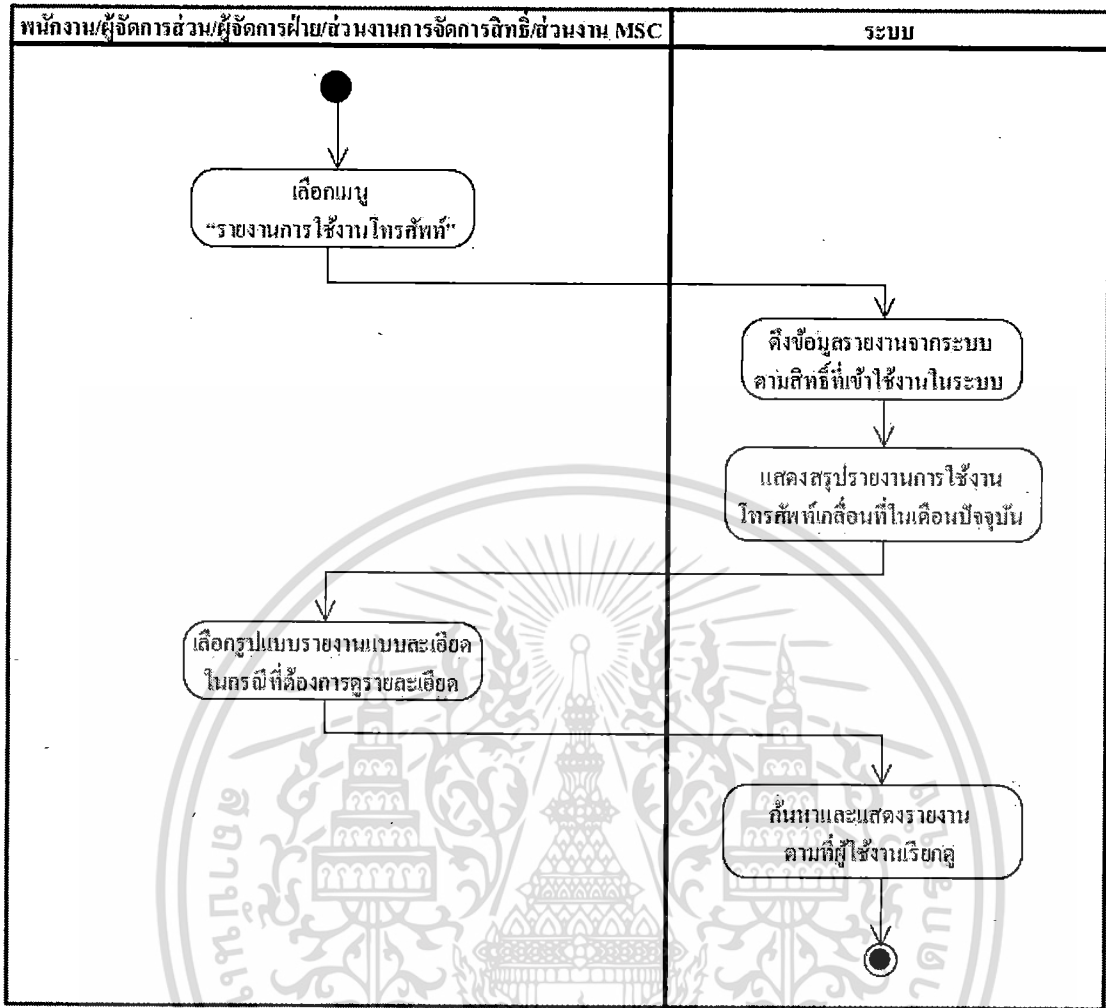 พนักงาน/ผู้จัดการส่วน/ผู้จัดการฝ่าย/ส่วนงานการจัดการสิทธิ์/ส่วนงาน MSC
ระบบ
เลือกเมนู
“รายงานการใช้งานโทรศัพท์”
ดึงข้อมูลรายงานจากระบบ
ตามสิทธิ์ที่เข้าใช้งานในระบบ
แสดงสรุปรายงานการใช้งาน
โทรศัพท์เคลื่อนที่ในเดือนปัจจุบัน
เลือกรูปแบบรายงานแบบละเอียด
ในกรณีที่ต้องการดูรายละเอียด
ค้นหาและแสดงรายงาน
ตามที่ผู้ใช้งานเรียกดู